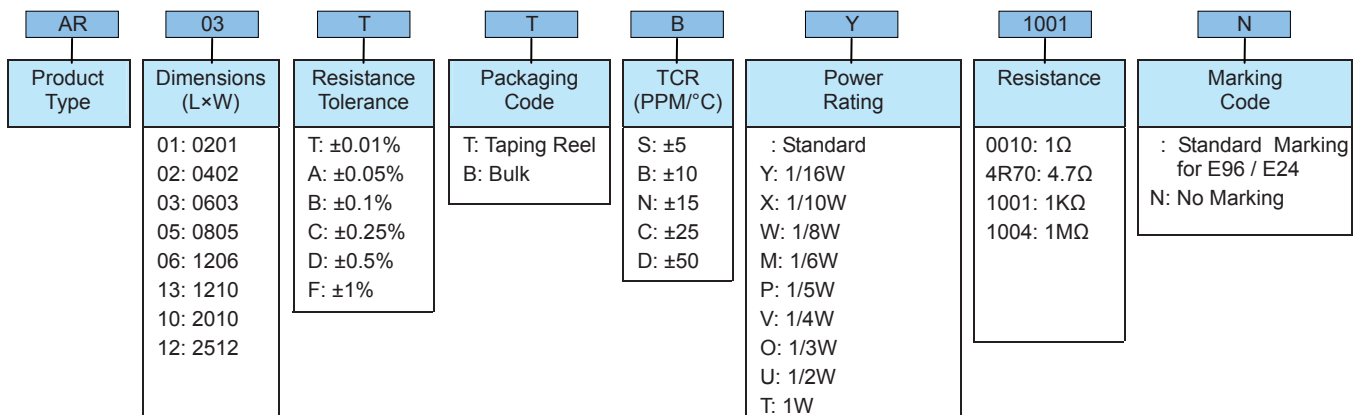 AR 03 T T B Y 1001 N
Product
Type
Dimensions
(L×W)
Resistance
Tolerance
Packaging
Code
TCR
(PPM/°C)
Power
Rating
Resistance
Marking
Code
01: 0201
02: 0402
03: 0603
05: 0805
06: 1206
13: 1210
10: 2010
12: 2512
T: ±0.01%
A: ±0.05%
B: ±0.1%
C: ±0.25%
D: ±0.5%
F: ±1%
T: Taping Reel
B: Bulk
S: ±5
B: ±10
N: ±15
C: ±25
D: ±50
: Standard
Y: 1/16W
X: 1/10W
W: 1/8W
M: 1/6W
P: 1/5W
V: 1/4W
O: 1/3W
U: 1/2W
T: 1W
0010: 1Ω
4R70: 4.7Ω
1001: 1KΩ
1004: 1MΩ
: Standard Marking
for E96 / E24
N: No Marking